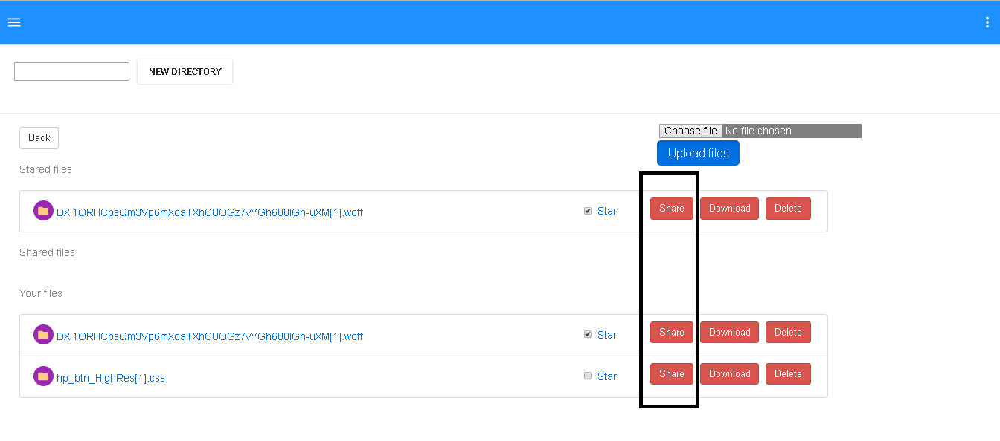 NEW DIRECTORY
Back
Choose file No file chosen
Upload files
Stared files
DXI1ORHCpsQm3Vp6mXoaTXhCUOGz7vYGh680lGh-uXM[1].woff Star Share Download Delete
Shared files
Your files
DXI1ORHCpsQm3Vp6mXoaTXhCUOGz7vYGh680lGh-uXM[1].woff Star Share Download Delete
hp_btn_HighRes[1].css Star Share Download Delete